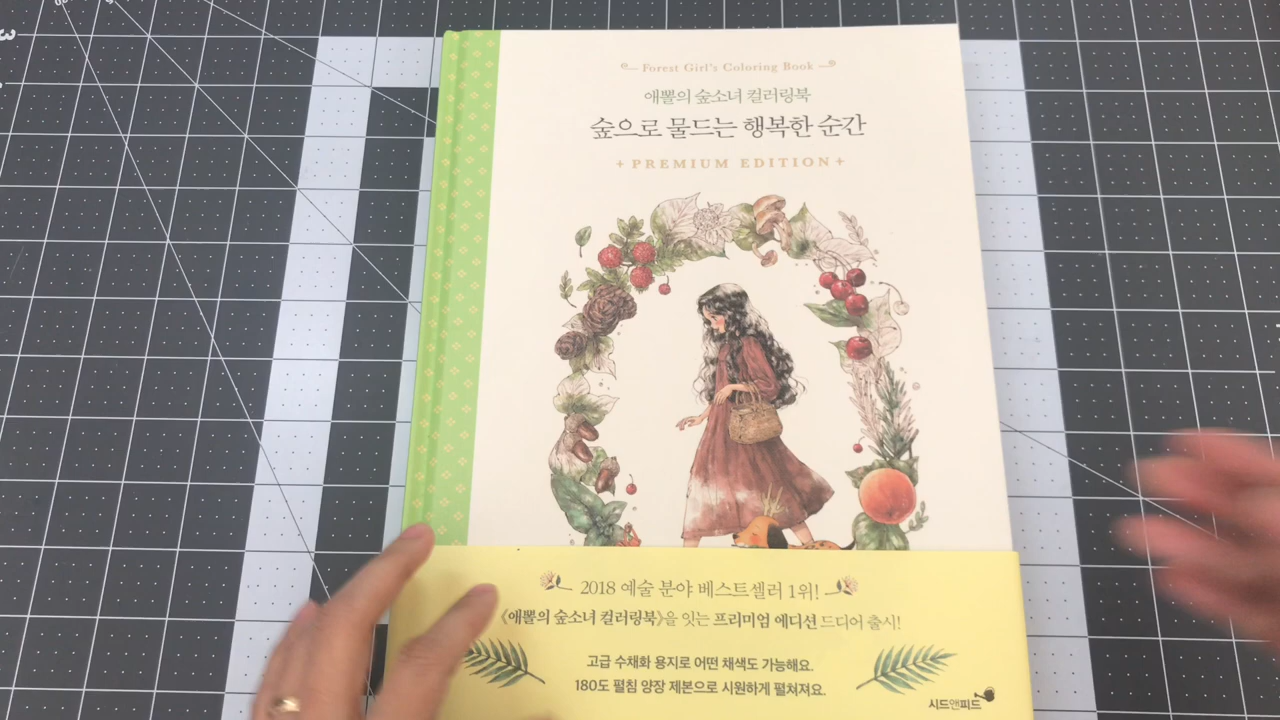 Forest Girl's Coloring Book
애뽈의 숲소녀 컬러링북
숲으로 물드는 행복한 순간
+ PREMIUM EDITION +
2018 예술 분야 베스트셀러 1위!
《애뽈의 숲소녀 컬러링북》을 잇는 프리미엄 에디션 드디어 출시!
고급 수채화 용지로 어떤 채색도 가능해요.
180도 펼침 양장 제본으로 시원하게 펼쳐져요.
시드앤피드